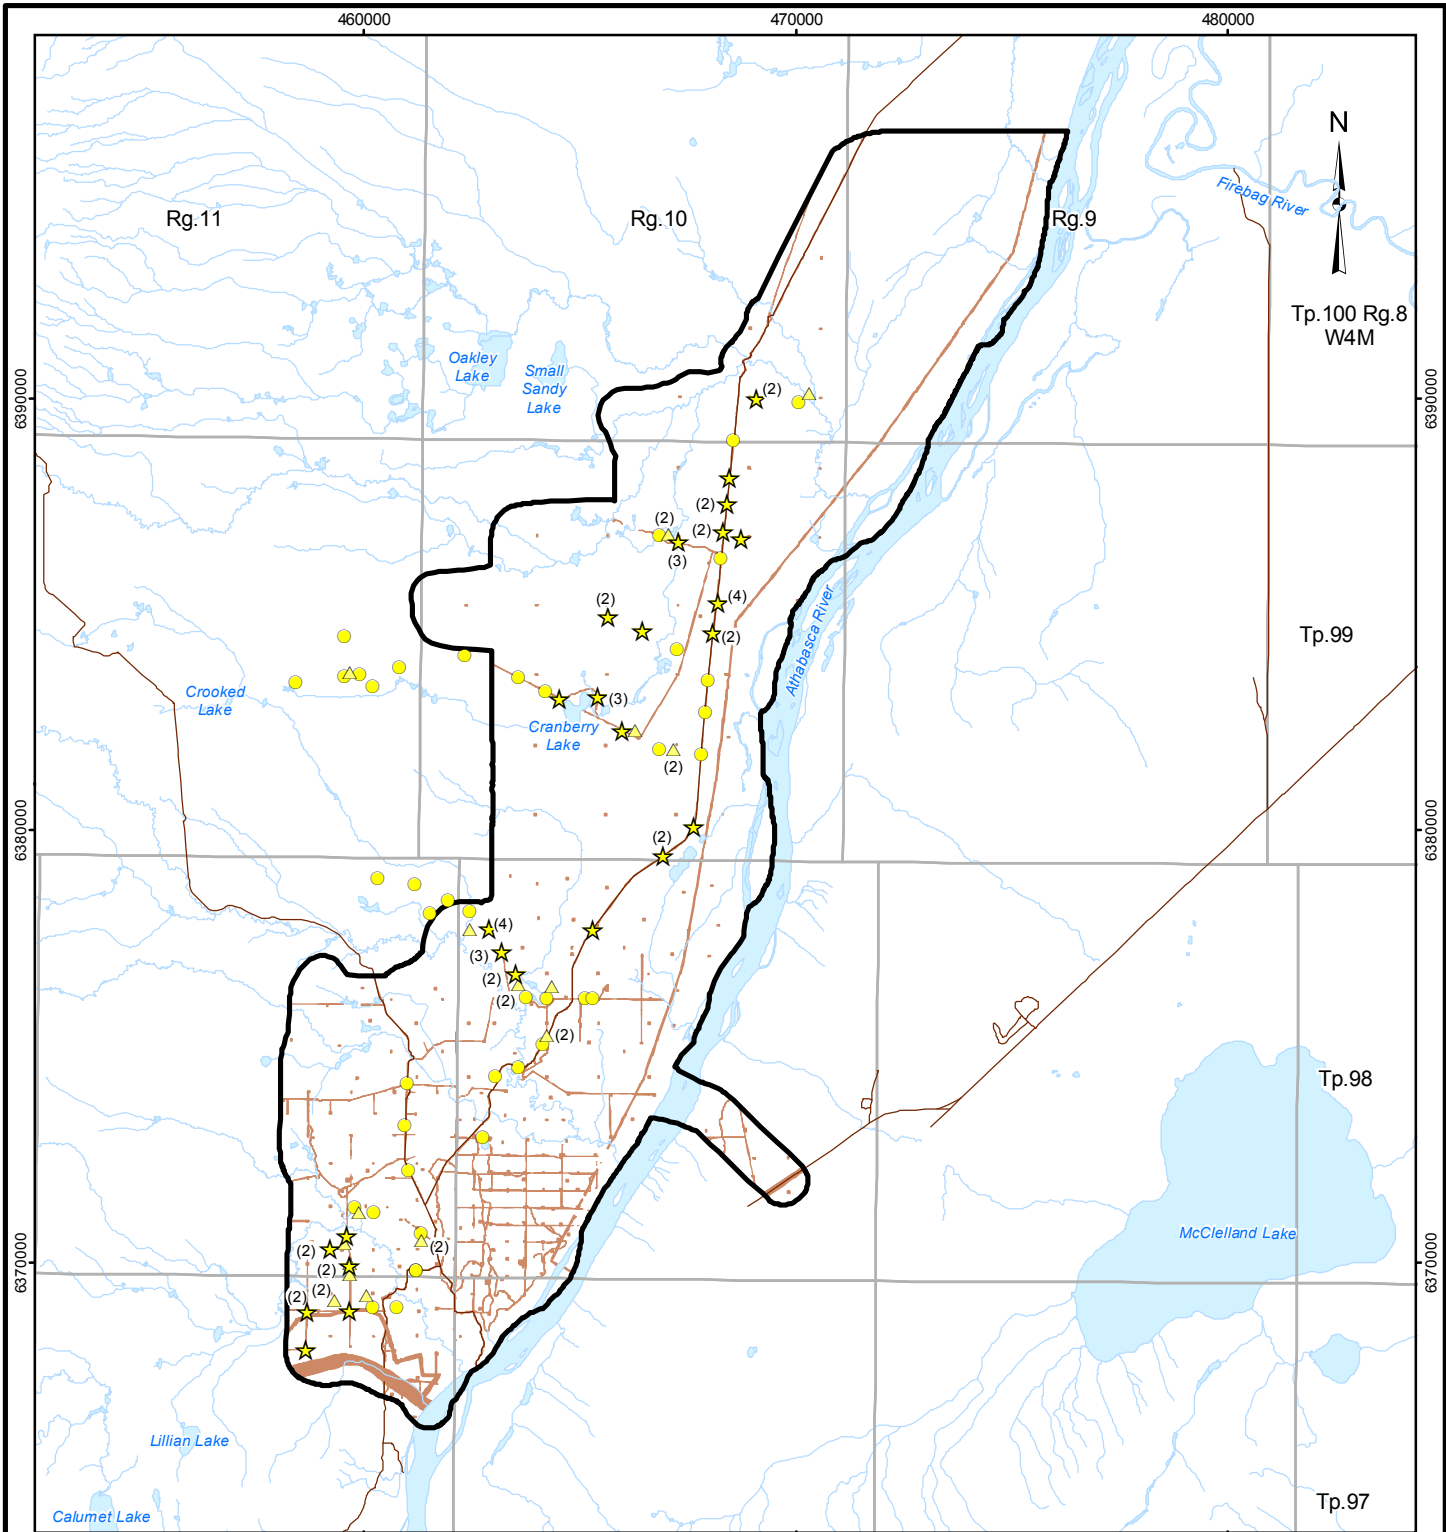 460000
470000
480000
N
Firebag River
Rg.11
Rg.10
Rg.9
Tp.100 Rg.8
W4M
Oakley
Lake
Small
Sandy
Lake
6390000
6390000
(2)
(2)
(2)
(2)
(3)
(2)
(4)
(2)
Athabasca River
Tp.99
Crooked
Lake
(3)
Cranberry
Lake
(2)
6380000
6380000
(2)
(4)
(3)
(2)
(2)
(2)
Tp.98
McClelland Lake
(2)
(2)
(2)
(2)
(2)
6370000
6370000
Lillian Lake
Tp.97
Calumet Lake